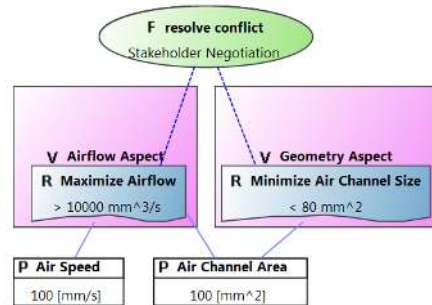 F resolve conflict
Stakeholder Negotiation
V Airflow Aspect
V Geometry Aspect
R Maximize Airflow
> 10000 mm^3/s
R Minimize Air Channel Size
< 80 mm^2
P Air Speed
100 [mm/s]
P Air Channel Area
100 [mm^2]